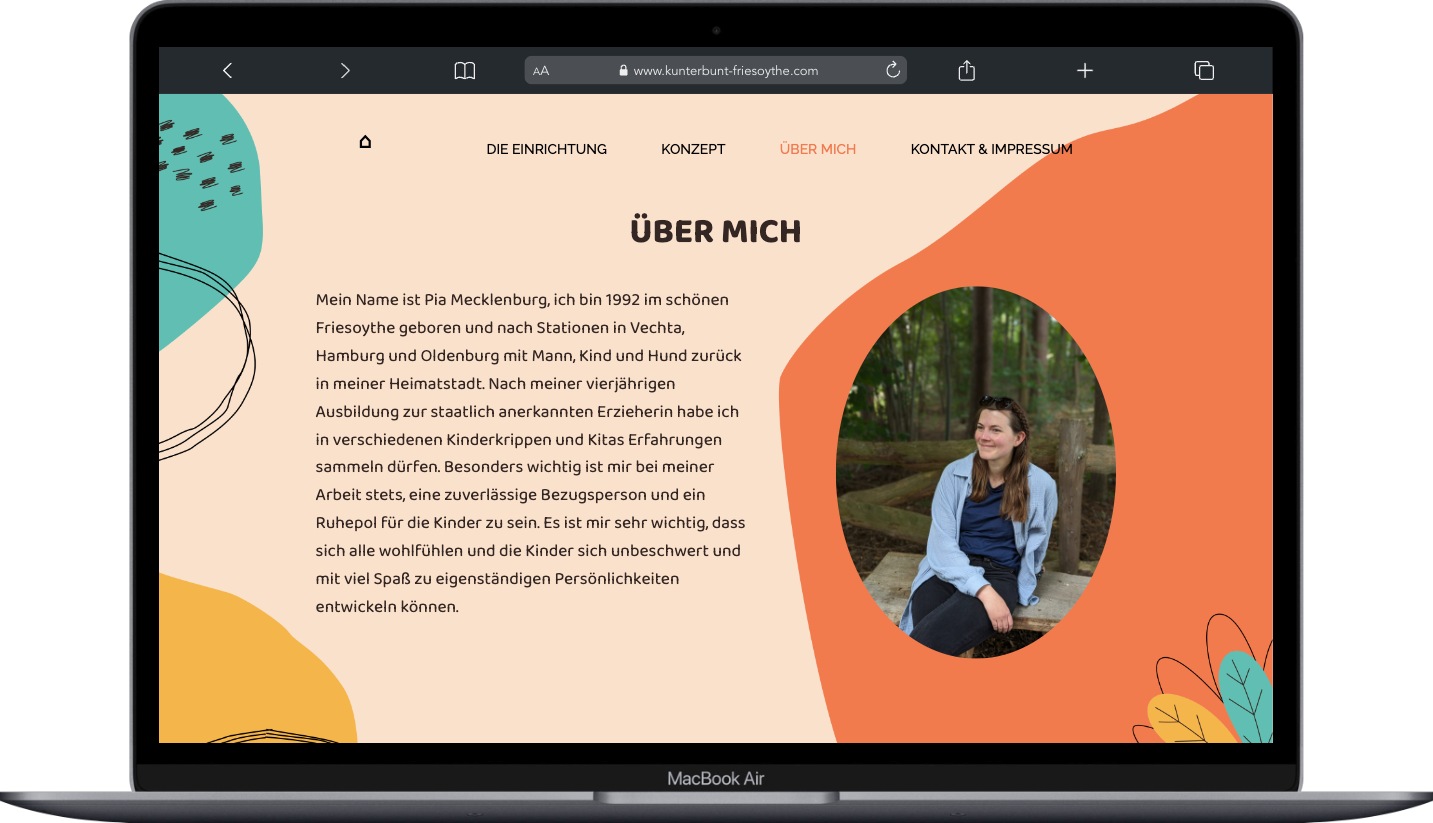 AA www.kunterbunt-friesoythe.com
DIE EINRICHTUNG KONZEPT ÜBER MICH KONTAKT & IMPRESSUM
ÜBER MICH
Mein Name ist Pia Mecklenburg, ich bin 1992 im schönen
Friesoythe geboren und nach Stationen in Vechta,
Hamburg und Oldenburg mit Mann, Kind und Hund zurück
in meiner Heimatstadt. Nach meiner vierjährigen
Ausbildung zur staatlich anerkannten Erzieherin habe ich
in verschiedenen Kinderkrippen und Kitas Erfahrungen
sammeln dürfen. Besonders wichtig ist mir bei meiner
Arbeit stets, eine zuverlässige Bezugsperson und ein
Ruhepol für die Kinder zu sein. Es ist mir sehr wichtig, dass
sich alle wohlfühlen und die Kinder sich unbeschwert und
mit viel Spaß zu eigenständigen Persönlichkeiten
entwickeln können.
MacBook Air